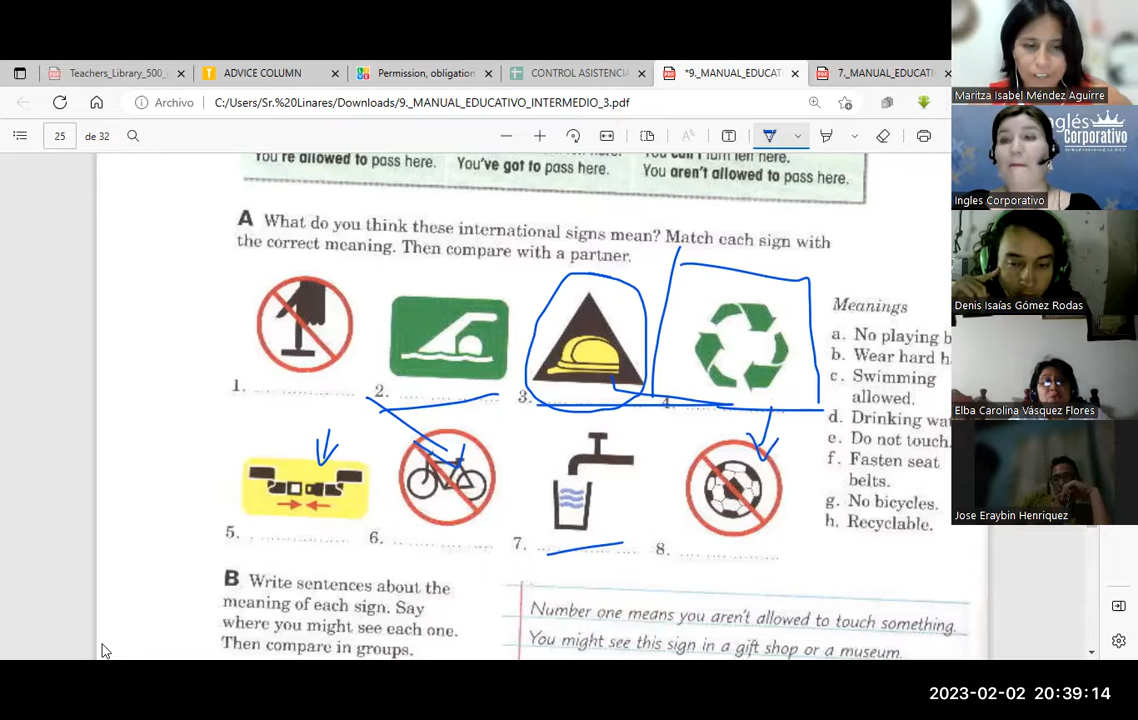 Teachers_Library_500_
ADVICE COLUMN
Permission, obligation
CONTROL ASISTENCIA
*9._MANUAL_EDUCAT
7._MANUAL_EDUCATI
Archivo
C:/Users/Sr.%20Linares/Downloads/9._MANUAL_EDUCATIVO_INTERMEDIO_3.pdf
25
de 32
You're allowed to pass here.
You've got to pass here.
You can't turn left here.
You aren't allowed to pass here.
A What do you think these international signs mean? Match each sign with
the correct meaning. Then compare with a partner.
1.
2.
3.
4.
5.
6.
7.
8.
Meanings
a. No playing b
b. Wear hard h
c. Swimming
allowed.
d. Drinking wa
e. Do not touch.
f. Fasten seat
belts.
g. No bicycles.
h. Recyclable.
B Write sentences about the
meaning of each sign. Say
where you might see each one.
Then compare in groups.
Number one means you aren't allowed to touch something.
You might see this sign in a gift shop or a museum.
Maritza Isabel Méndez Aguirre
Inglés
Corporativo
Ingles Corporativo
Denis Isaías Gómez Rodas
Elba Carolina Vásquez Flores
Jose Eraybin Henriquez
2023-02-02 20:39:14